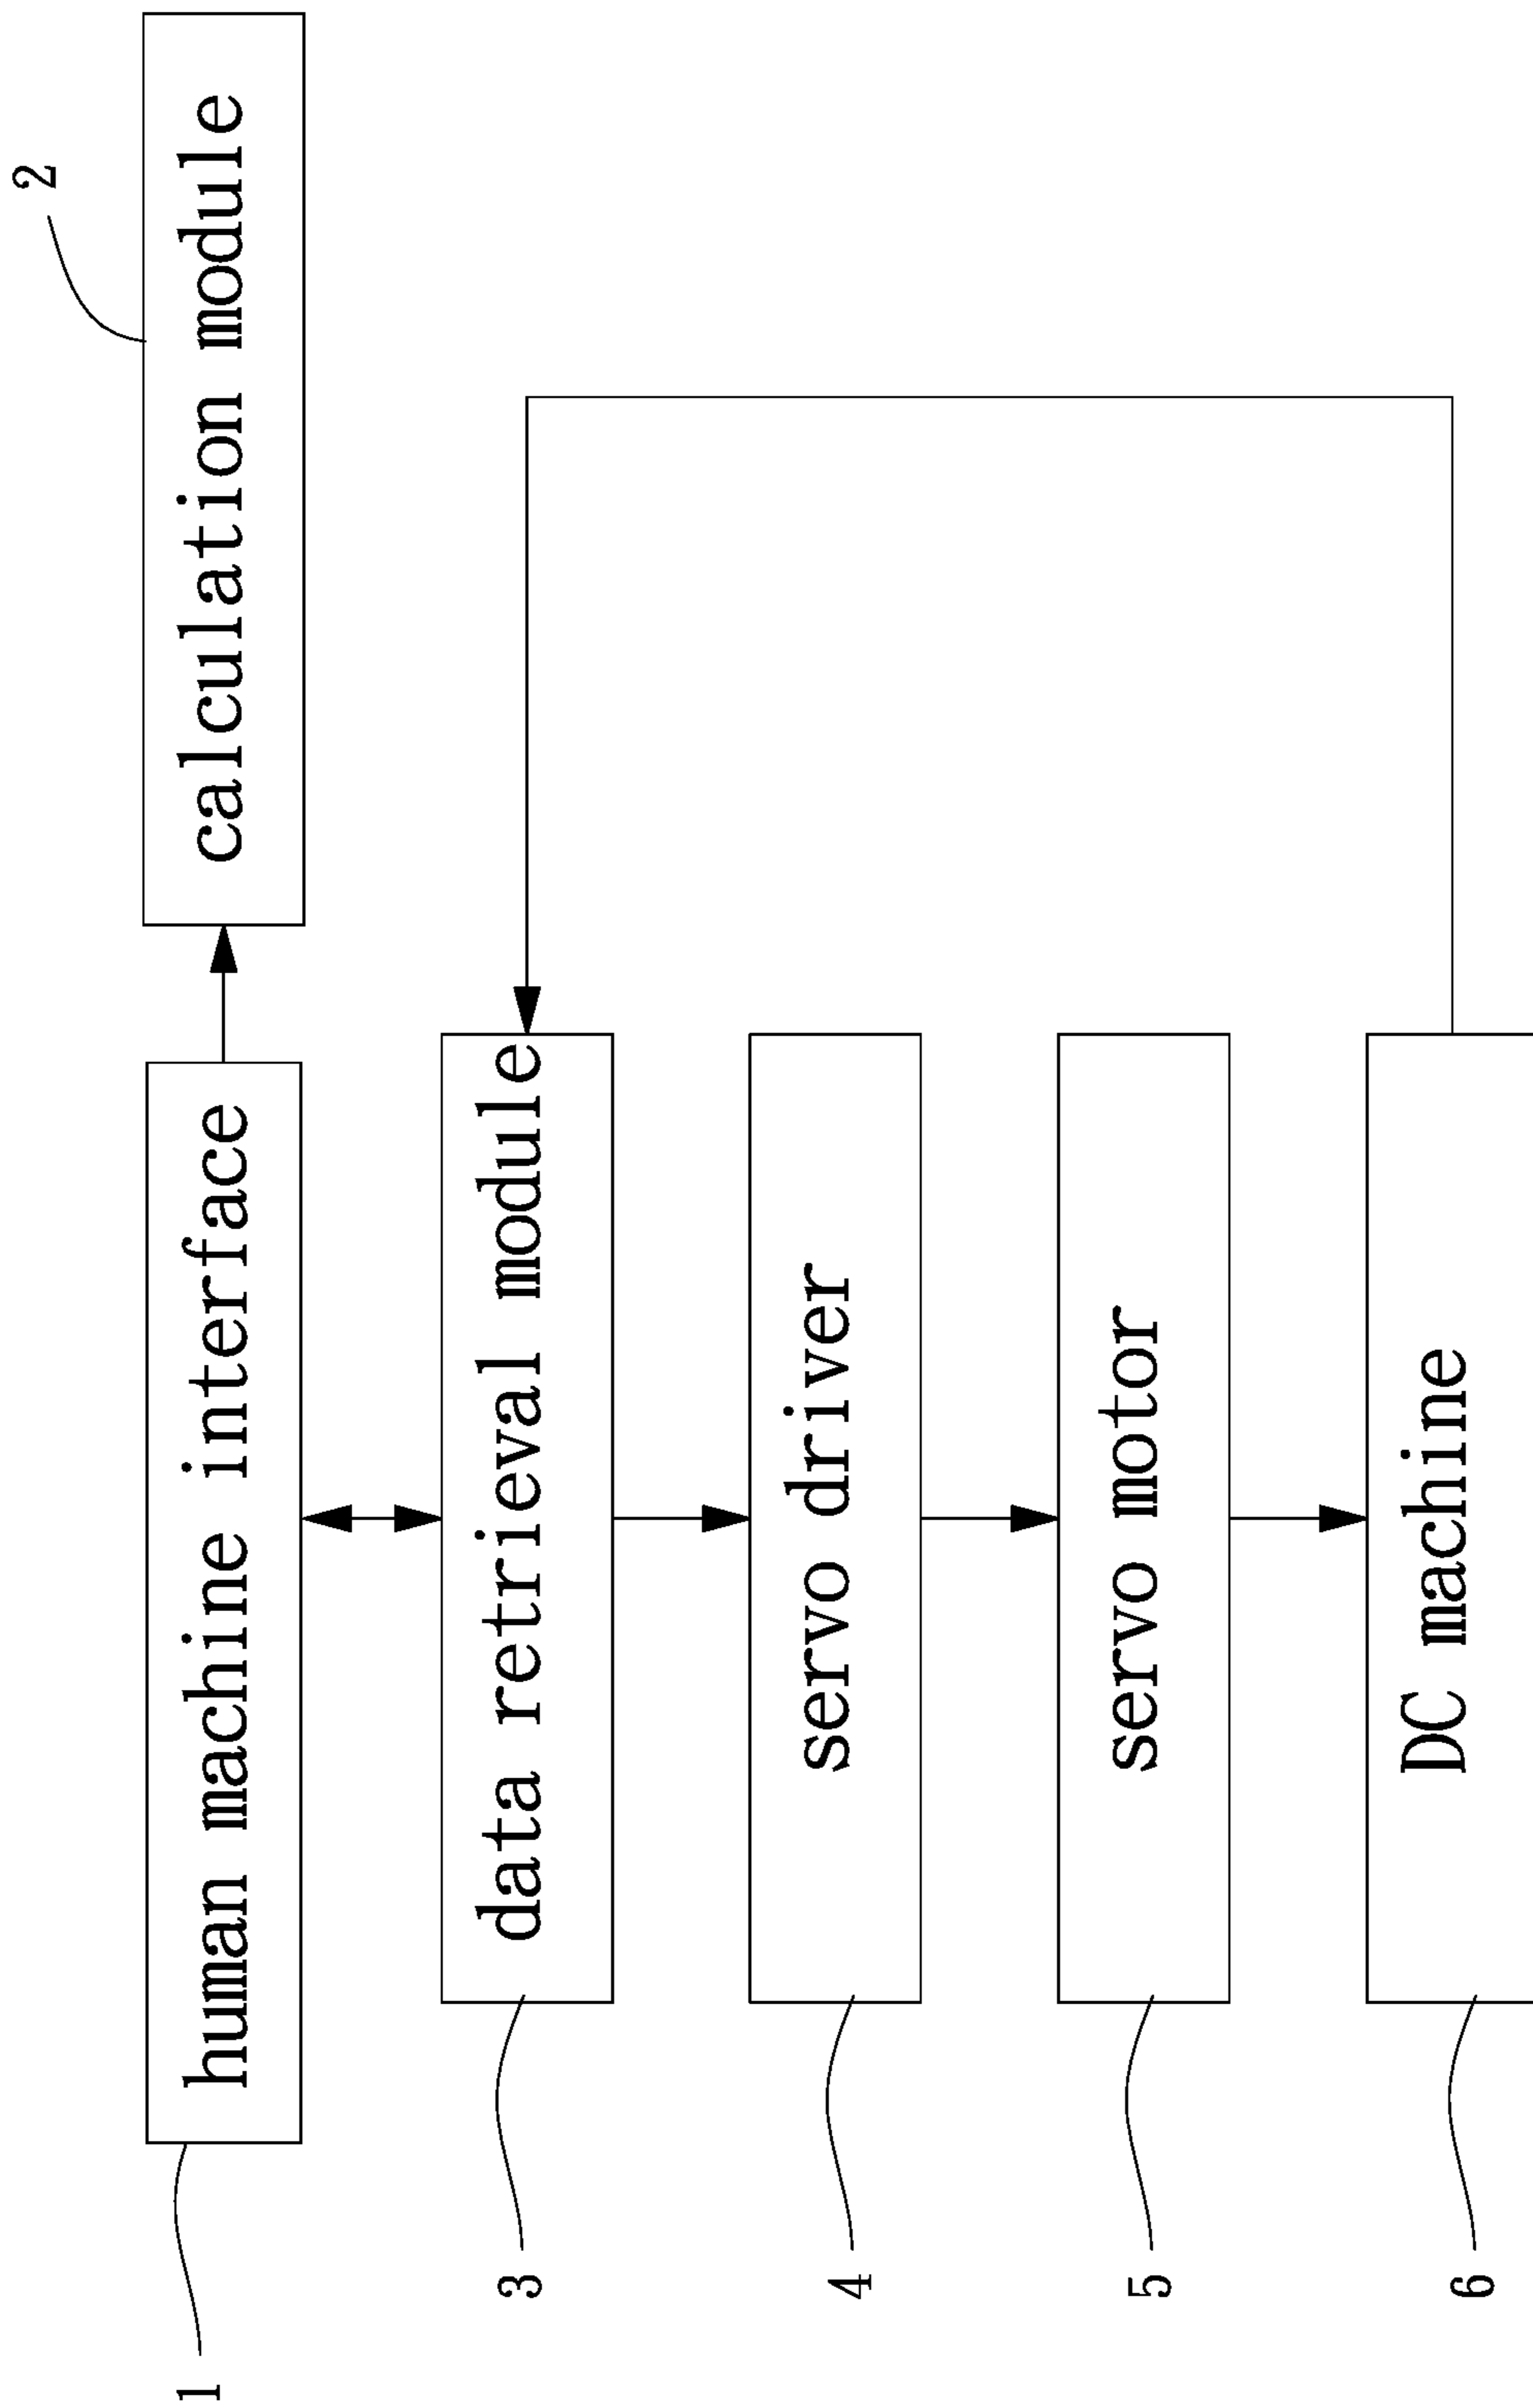 2
1
human machine interface
calculation module
3
data retrieval module
4
servo driver
5
servo motor
6
DC machine